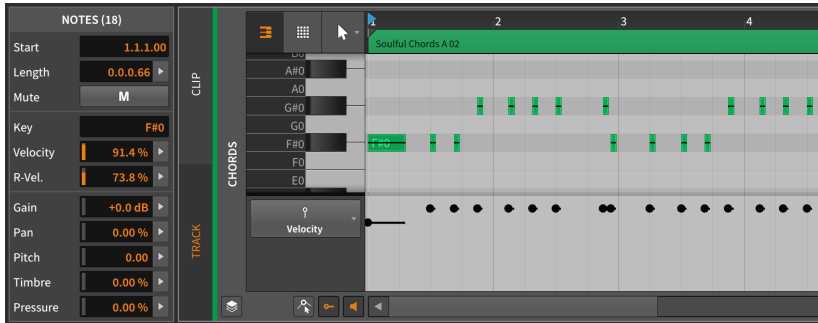 NOTES (18)
Start 1.1.1.00
Length 0.0.0.66
Mute M
Key F#0
Velocity 91.4 %
R-Vel. 73.8 %
Gain +0.0 dB
Pan 0.00 %
Pitch 0.00
Timbre 0.00 %
Pressure 0.00 %
CLIP
TRACK
CHORDS
1 2 3 4
Soulful Chords A 02
B0
A#0
A0
G#0
G0
F#0
F#0
F0
E0
Velocity